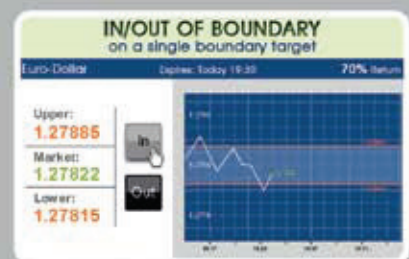 IN/OUT OF BOUNDARY
on a single boundary target
Euro-Dollar Expires: Today 19:30 70% Return
Upper:
1.27885
In
Market:
1.27822
Out
Lower:
1.27815